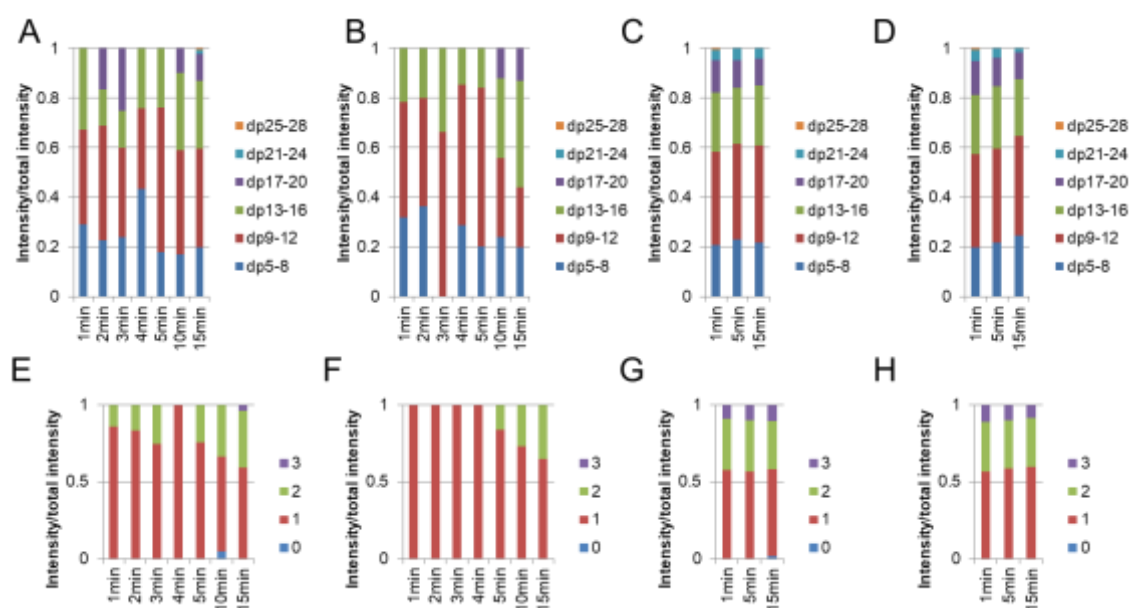 A
Intensity/total intensity
1
0.8
0.6
0.4
0.2
0
1min
2min
3min
4min
5min
10min
15min
dp25-28
dp21-24
dp17-20
dp13-16
dp9-12
dp5-8
B
Intensity/total intensity
1
0.8
0.6
0.4
0.2
0
1min
2min
3min
4min
5min
10min
15min
dp25-28
dp21-24
dp17-20
dp13-16
dp9-12
dp5-8
C
Intensity/total intensity
1
0.8
0.6
0.4
0.2
0
1min
5min
15min
dp25-28
dp21-24
dp17-20
dp13-16
dp9-12
dp5-8
D
Intensity/total intensity
1
0.8
0.6
0.4
0.2
0
1min
5min
15min
dp25-28
dp21-24
dp17-20
dp13-16
dp9-12
dp5-8
E
Intensity/total intensity
1
0.5
0
1min
2min
3min
4min
5min
10min
15min
3
2
1
0
F
Intensity/total intensity
1
0.5
0
1min
2min
3min
4min
5min
10min
15min
3
2
1
0
G
Intensity/total intensity
1
0.5
0
1min
5min
15min
3
2
1
0
H
Intensity/total intensity
1
0.5
0
1min
5min
15min
3
2
1
0